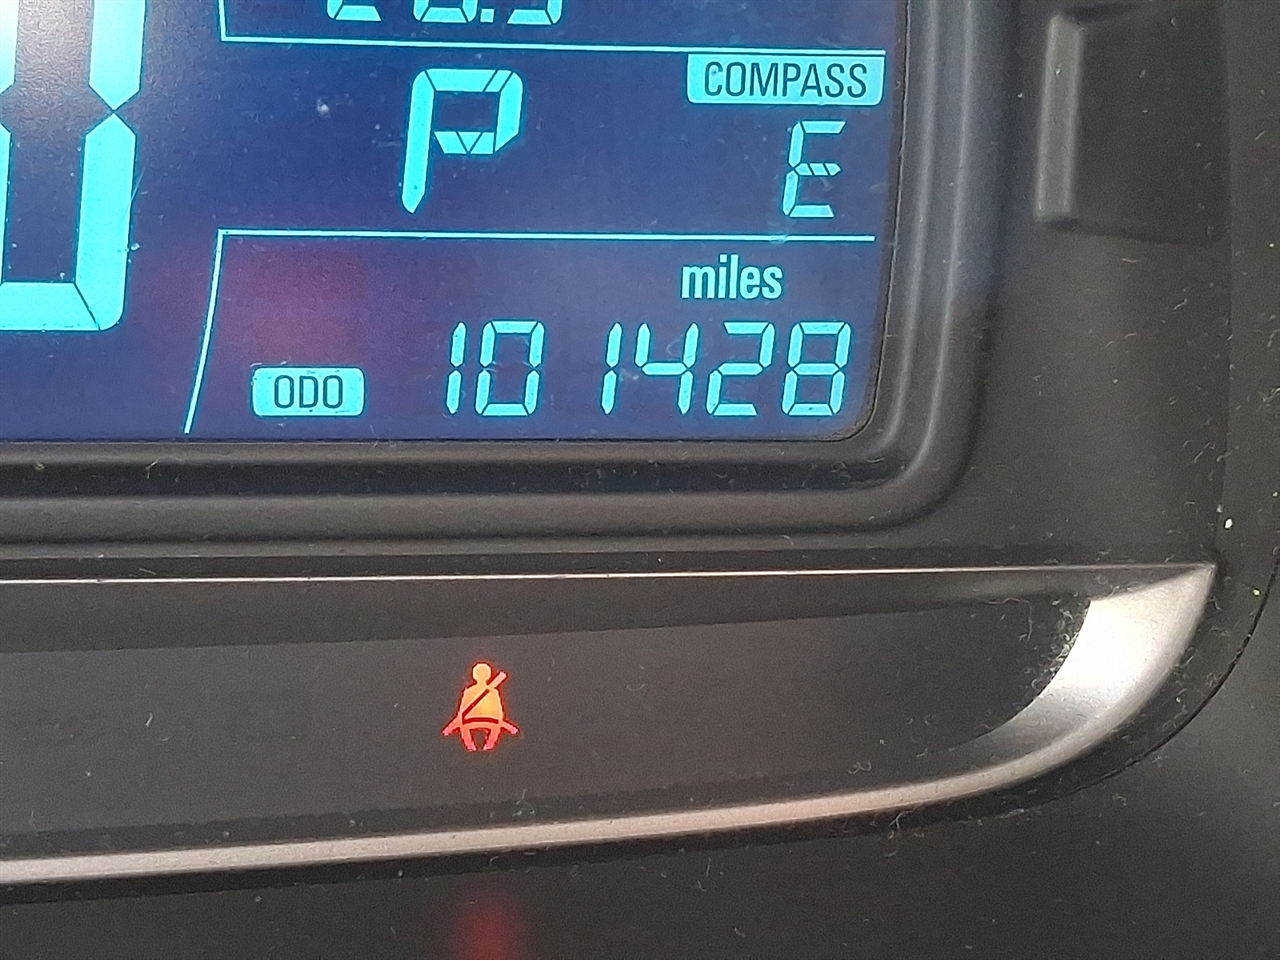 P
COMPASS
E
miles
ODO 101428